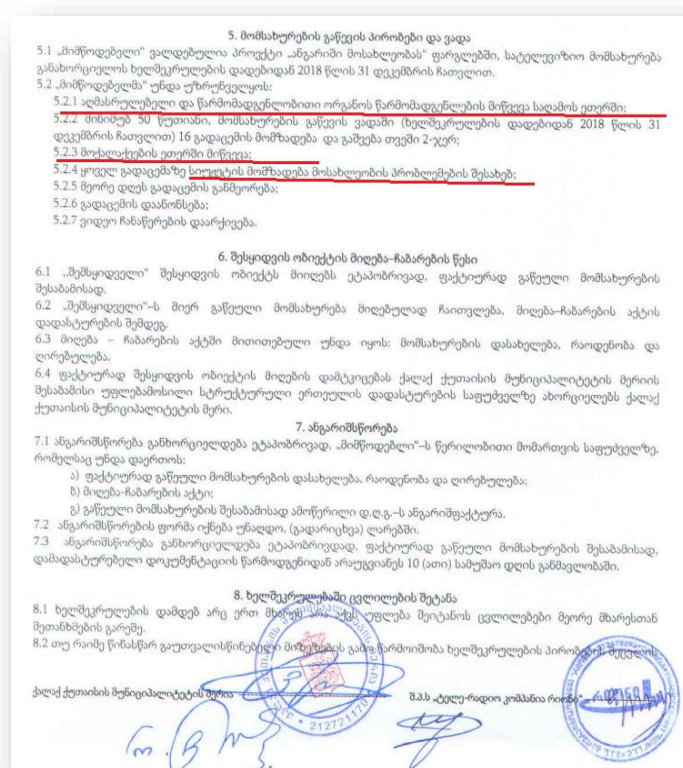 5. მომსახურების გაწევის პირობები და ვადა
5.1 „მიმწოდებელი“ ვალდებულია პროექტი „ანგარიში მოსახლეობას“ ფარგლებში, სატელევიზიო მომსახურება
განახორციელოს ხელშეკრულების დადებიდან 2018 წლის 31 დეკემბრის ჩათვლით.
5.2 „მიმწოდებელმა“ უნდა უზრუნველყოს:
5.2.1 აღმასრულებელი და წარმომადგენლობითი ორგანოს წარმომადგენლების მიწვევა საღამოს ეთერში;
5.2.2 მინიმუმ 50 წუთიანი, მომსახურების გაწევის ვადაში (ხელშეკრულების დადებიდან 2018 წლის 31
დეკემბრის ჩათვლით) 16 გადაცემის მომზადება და გაშვება თვეში 2-ჯერ;
5.2.3 მოქალაქეების ეთერში მიწვევა;
5.2.4 ყოველ გადაცემაზე სიუჟეტის მომზადება მოსახლეობის პრობლემების შესახებ;
5.2.5 მეორე დღეს გადაცემის განმეორება;
5.2.6 გადაცემის დაანონსება;
5.2.7 ვიდეო ჩანაწერების დაარქივება.
6. შესყიდვის ობიექტის მიღება–ჩაბარების წესი
6.1 „შემსყიდველი“ შესყიდვის ობიექტს მიიღებს ეტაპობრივად, ფაქტიურად გაწეული მომსახურების
შესაბამისად.
6.2 „შემსყიდველი“–ს მიერ გაწეული მომსახურება მიღებულად ჩაითვლება, მიღება–ჩაბარების აქტის
დადასტურების შემდეგ.
6.3 მიღება – ჩაბარების აქტში მითითებული უნდა იყოს: მომსახურების დასახელება, რაოდენობა და
ღირებულება.
6.4 ფაქტიურად შესყიდვის ობიექტის მიღების დამტკიცებას ქალაქ ქუთაისის მუნიციპალიტეტის მერიის
შესაბამისი უფლებამოსილი სტრუქტურული ერთეულის დადასტურების საფუძველზე ახორციელებს ქალაქ
ქუთაისის მუნიციპალიტეტის მერი.
7. ანგარიშსწორება
7.1 ანგარიშსწორება განხორციელდება ეტაპობრივად, „მიმწოდებლი“–ს წერილობითი მომართვის საფუძველზე,
რომელსაც უნდა დაერთოს:
ა) ფაქტიურად გაწეული მომსახურების დასახელება, რაოდენობა და ღირებულება;
ბ) მიღება-ჩაბარების აქტი;
გ) გაწეული მომსახურების შესაბამისად ამოწერილი დ.ღ.გ.–ს ანგარიშფაქტურა.
7.2 ანგარიშსწორების ფორმა იქნება უნაღდო, (გადარიცხვა) ლარებში.
7.3 ანგარიშსწორება განხორციელდება ეტაპობრივდად, ფაქტიურად გაწეული მომსახურების შესაბამისად,
დამადასტურებელი დოკუმენტაციის წარმოდგენიდან არაუგვიანეს 10 (ათი) სამუშაო დღის განმავლობაში.
8. ხელშეკრულებაში ცვლილების შეტანა
8.1 ხელშეკრულების დამდებ არც ერთ მხარეს არა აქვს უფლება შეიტანოს ცვლილებები მეორე მხარესთან
შეთანხმების გარეშე.
8.2 თუ რაიმე წინასწარ გაუთვალისწინებელი მიზეზების გამო წარმოიშობა ხელშეკრულების პირობების შეცვლის
ქალაქ ქუთაისის მუნიციპალიტეტის მერია
შ.პ.ს „ტელე-რადიო კომპანია რიონი“
212721170